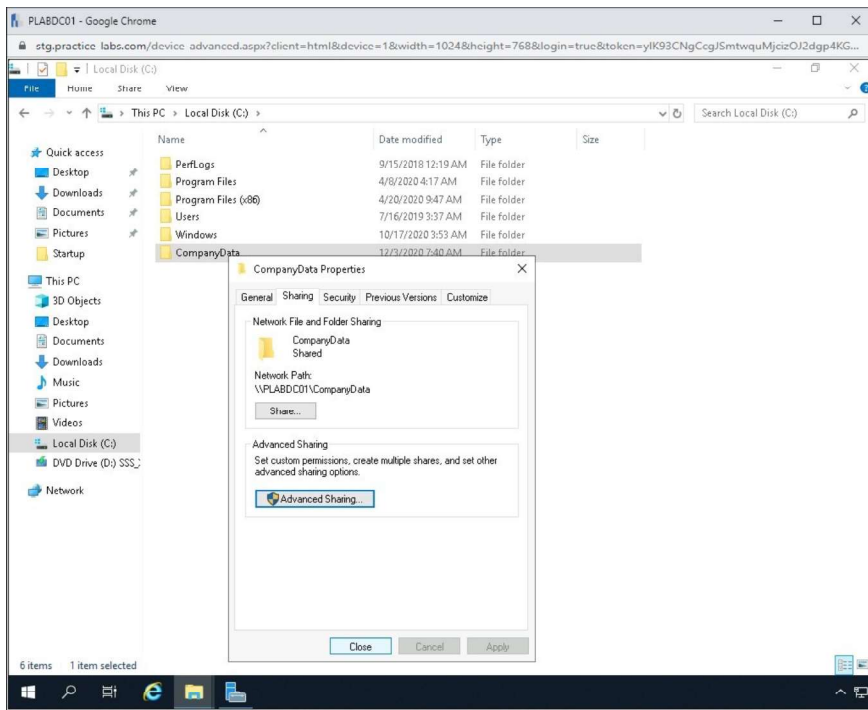 PLABDC01 - Google Chrome
stg.practice-labs.com/device-advanced.aspx?client=html&device=1&width=1024&height=768&login=true&token=
Local Disk (C:)
File Home Share View
This PC > Local Disk (C:) >
Search Local Disk (C:)
Name Date modified Type Size
Quick access
Desktop
Downloads
Documents
Pictures
Startup
This PC
3D Objects
Desktop
Documents
Downloads
Music
Pictures
Videos
Local Disk (C:)
DVD Drive (D:) SSS_
Network
PerfLogs 9/15/2018 12:19 AM File folder
Program Files 4/8/2020 4:17 AM File folder
Program Files (x86) 4/20/2020 9:47 AM File folder
Users 7/16/2019 3:37 AM File folder
Windows 10/17/2020 3:53 AM File folder
CompanyData 12/3/2020 7:40 AM File folder
CompanyData Properties
General Sharing Security Previous Versions Customize
Network File and Folder Sharing
CompanyData
Shared
Network Path:
\\PLABDC01\CompanyData
Share...
Advanced Sharing
Set custom permissions, create multiple shares, and set other
advanced sharing options.
Advanced Sharing...
Close Cancel Apply
6 items 1 item selected